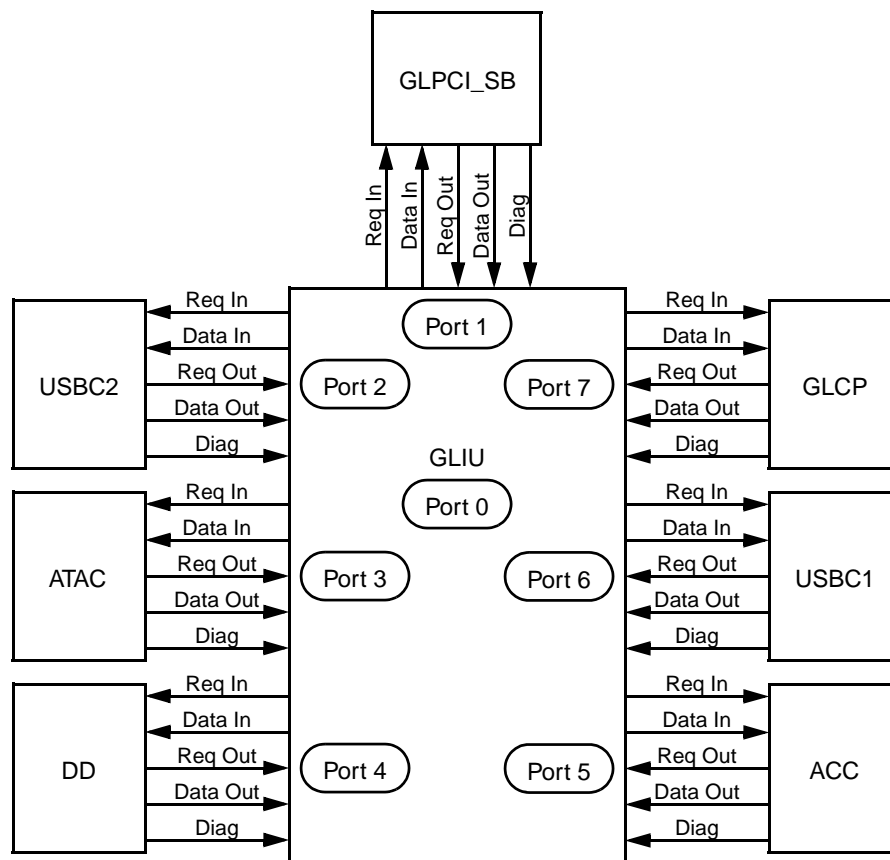 GLPCI_SB
Req In
Data In
Req Out
Data Out
Diag
Port 1
Port 2
Port 7
GLIU
Port 0
Port 3
Port 6
Port 4
Port 5
USBC2
Req In
Data In
Req Out
Data Out
Diag
ATAC
Req In
Data In
Req Out
Data Out
Diag
DD
Req In
Data In
Req Out
Data Out
Diag
GLCP
Req In
Data In
Req Out
Data Out
Diag
USBC1
Req In
Data In
Req Out
Data Out
Diag
ACC
Req In
Data In
Req Out
Data Out
Diag